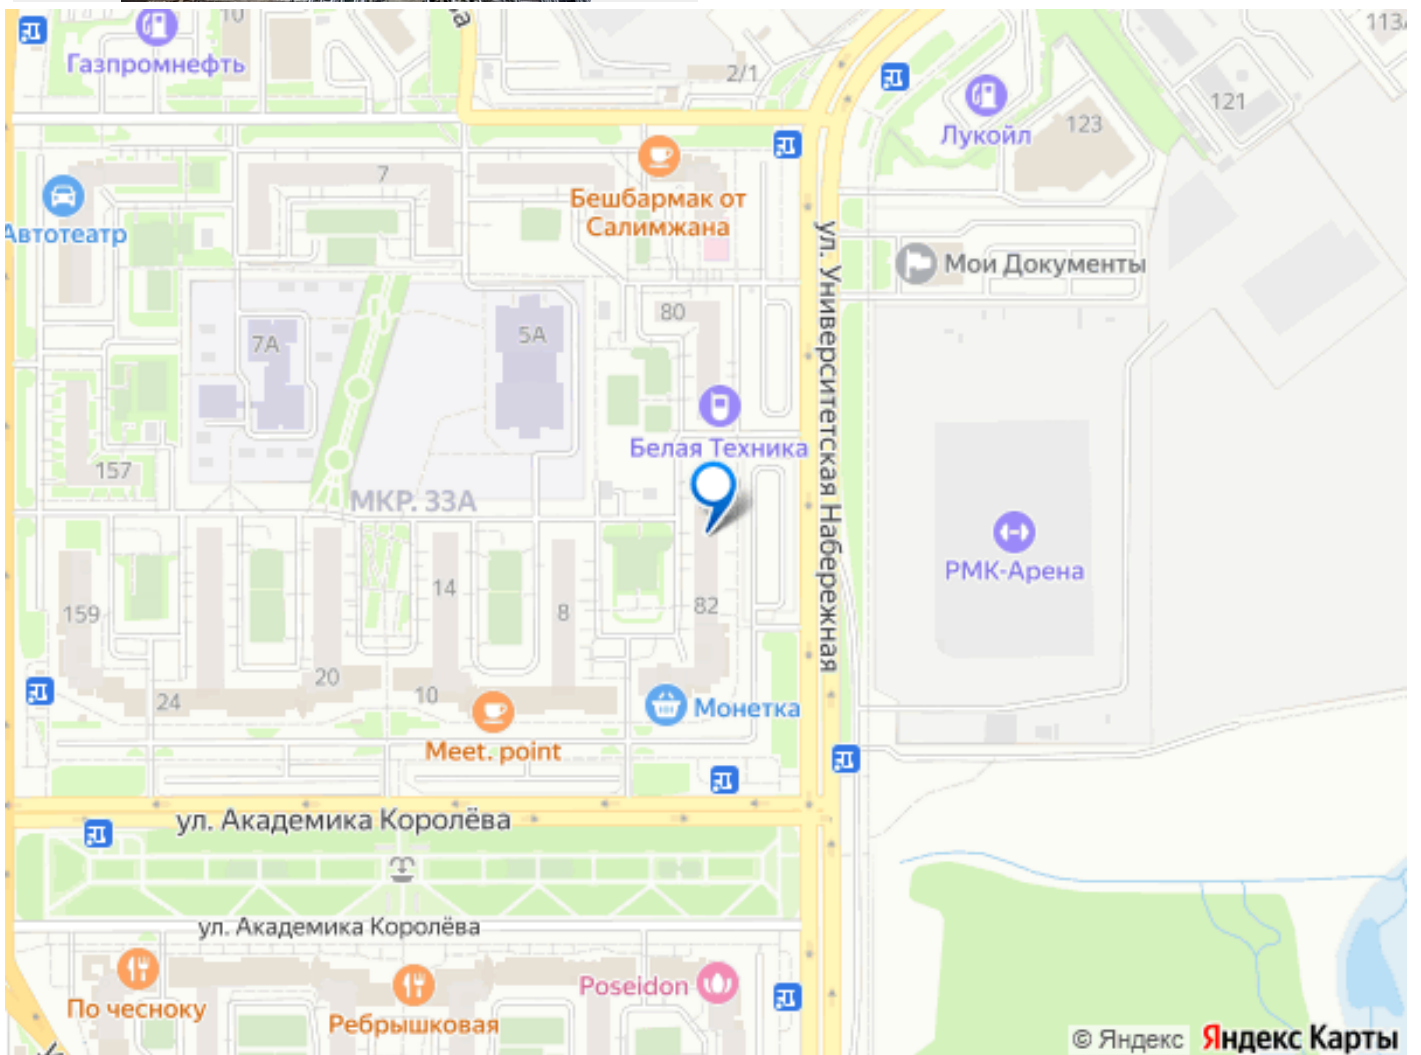 10
113
Газпромнефть
2/1
121
Лукойл
123
7
Бешбармак от
Салимжана
Автотеатр
ул. Университетская Набережная
Мои Документы
80
7А
5А
Белая Техника
157
МКР. 33А
РМК-Арена
14
159
8
82
20
24
10
Монетка
Meet. point
ул. Академика Королёва
ул. Академика Королёва
По чесноку
Ребрышковая
Poseidon
© Яндекс Яндекс Карты